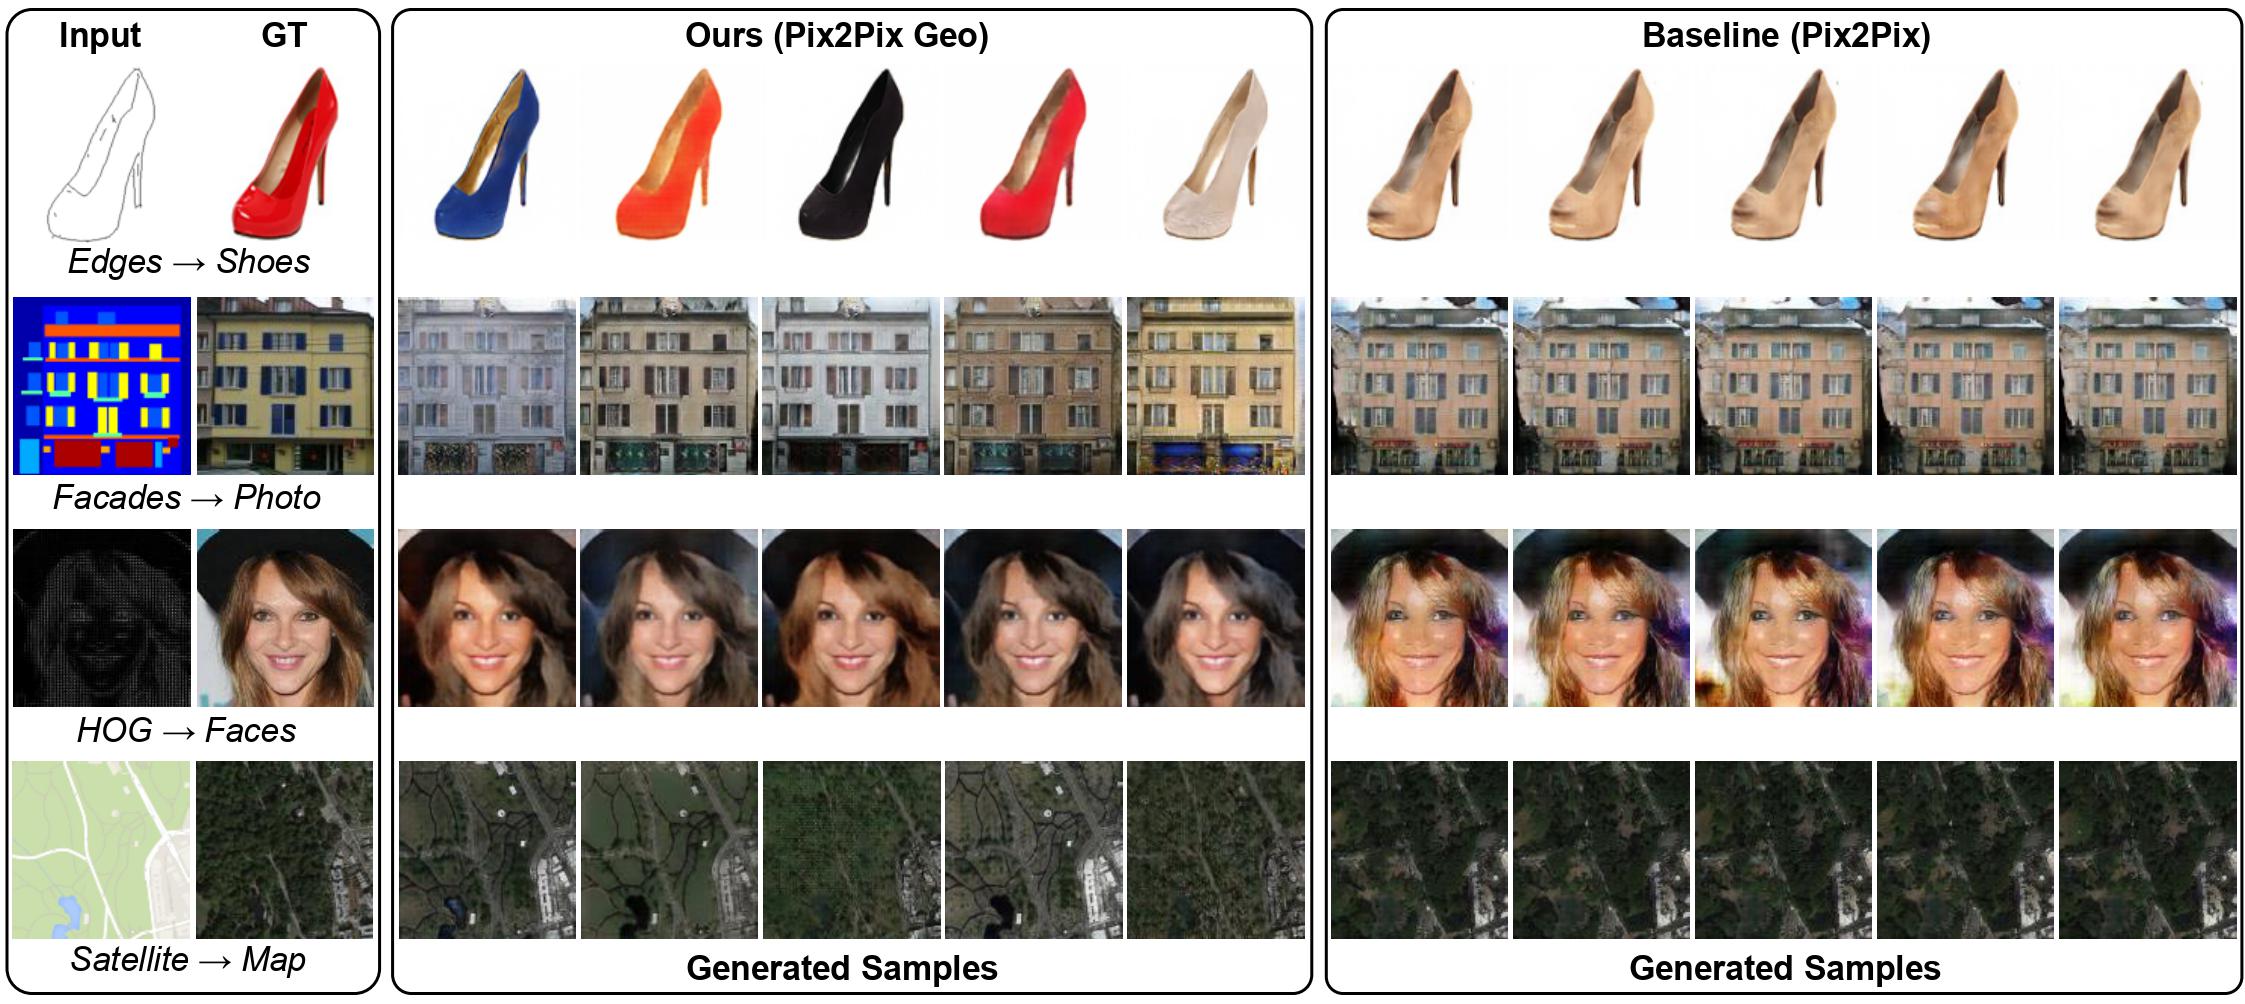 Input GT
Edges → Shoes
Facades → Photo
HOG → Faces
Satellite → Map
Ours (Pix2Pix Geo)
Generated Samples
Baseline (Pix2Pix)
Generated Samples